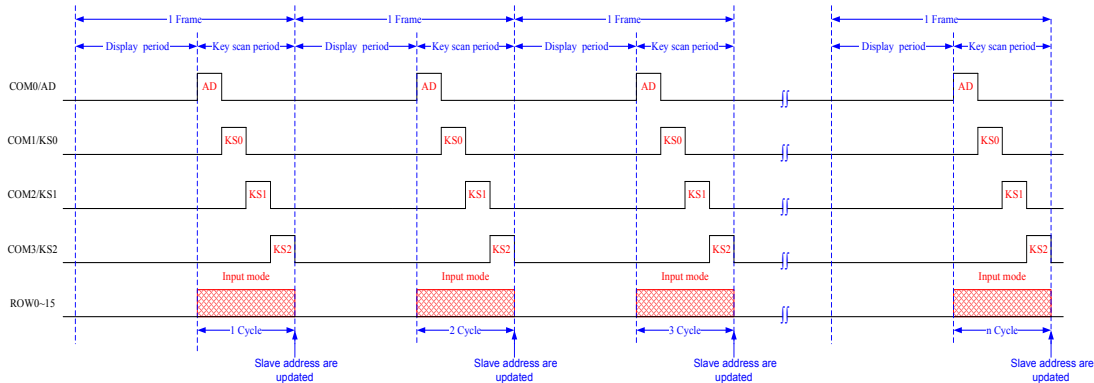 1 Frame 1 Frame 1 Frame 1 Frame
Display period Key scan period Display period Key scan period Display period Key scan period Display period Key scan period
COM0/AD AD AD AD AD
COM1/KS0 KS0 KS0 KS0 KS0
COM2/KS1 KS1 KS1 KS1 KS1
COM3/KS2 KS2 KS2 KS2 KS2
Input mode Input mode Input mode Input mode
ROW0~15
1 Cycle 2 Cycle 3 Cycle n Cycle
Slave address are Slave address are Slave address are Slave address are
updated updated updated updated